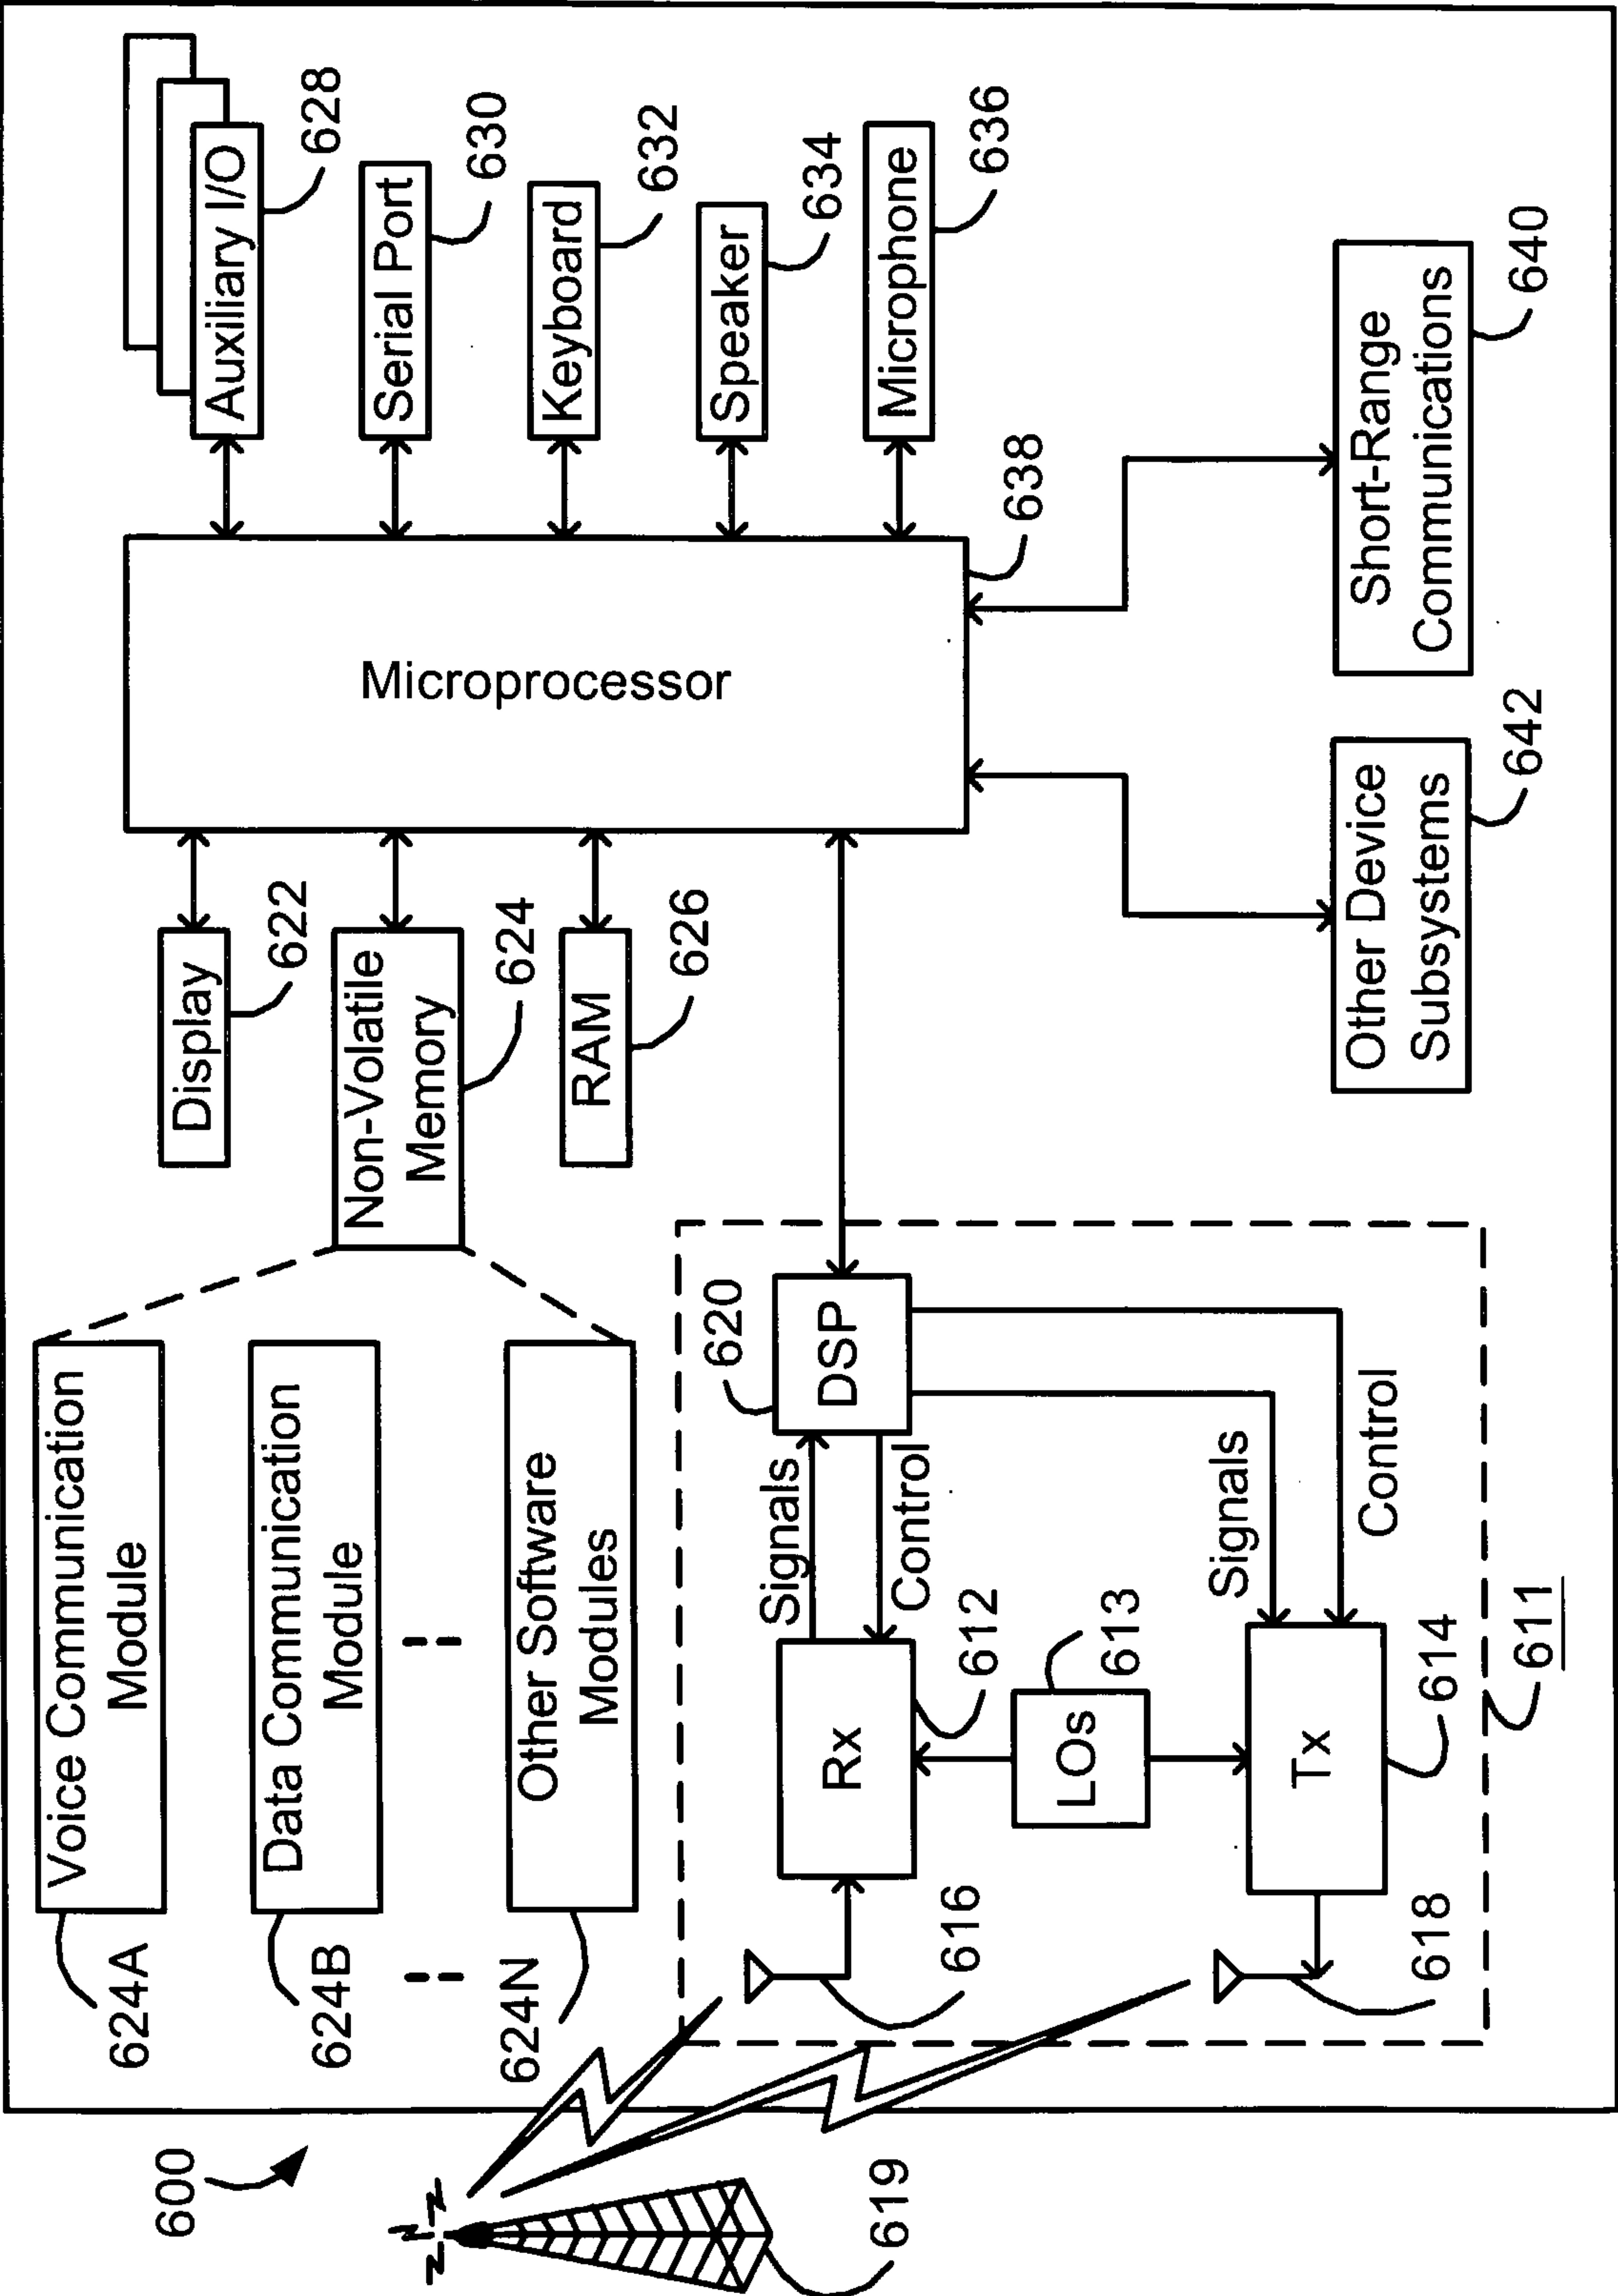 600
624A
Voice Communication
Module
624B
Data Communication
Module
624N
Other Software
Modules
Display
622
Non-Volatile
Memory
624
RAM
626
Microprocessor
638
Auxiliary I/O
628
Serial Port
630
Keyboard
632
Speaker
634
Microphone
636
Short-Range
Communications
640
Other Device
Subsystems
642
620
DSP
Signals
Control
Rx
612
LOs
613
Signals
Control
Tx
614
616
618
611
619